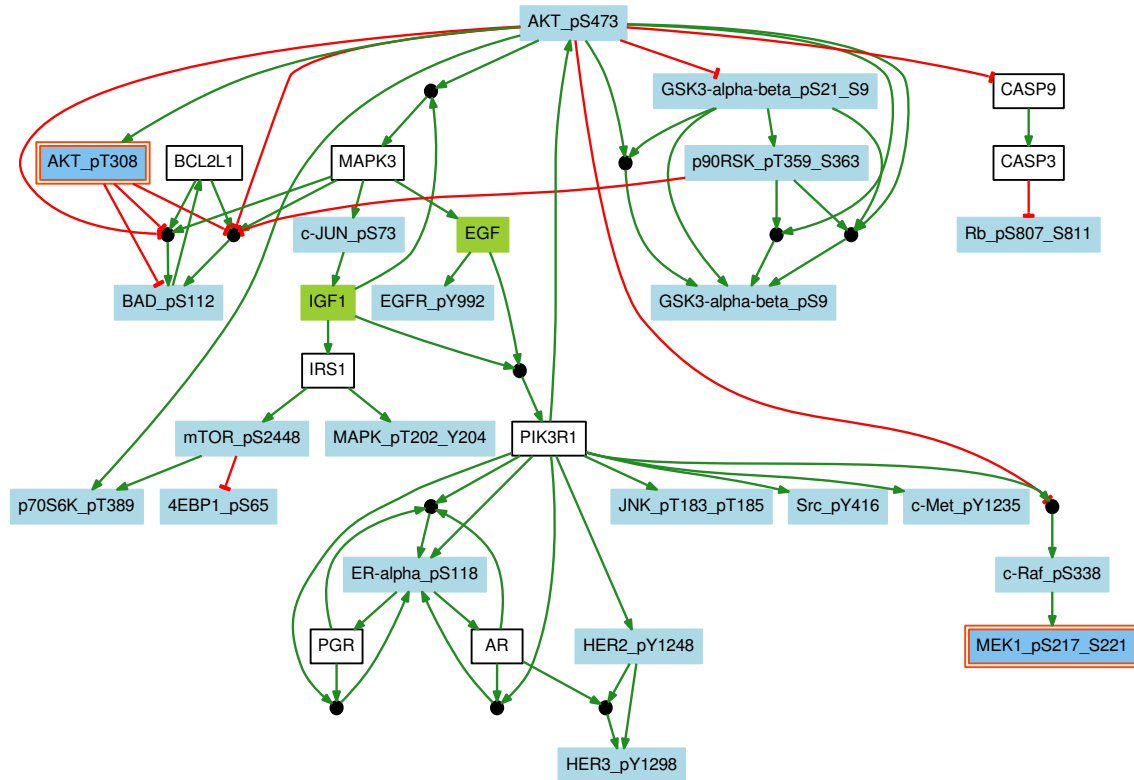 AKT_pS473
GSK3-alpha-beta_pS21_S9
CASP9
AKT_pT308
BCL2L1
MAPK3
p90RSK_pT359_S363
CASP3
c-JUN_pS73
EGF
Rb_pS807_S811
BAD_pS112
IGF1
EGFR_pY992
GSK3-alpha-beta_pS9
IRS1
mTOR_pS2448
MAPK_pT202_Y204
PIK3R1
p70S6K_pT389
4EBP1_pS65
JNK_pT183_pT185
Src_pY416
c-Met_pY1235
ER-alpha_pS118
c-Raf_pS338
PGR
AR
HER2_pY1248
MEK1_pS217_S221
HER3_pY1298